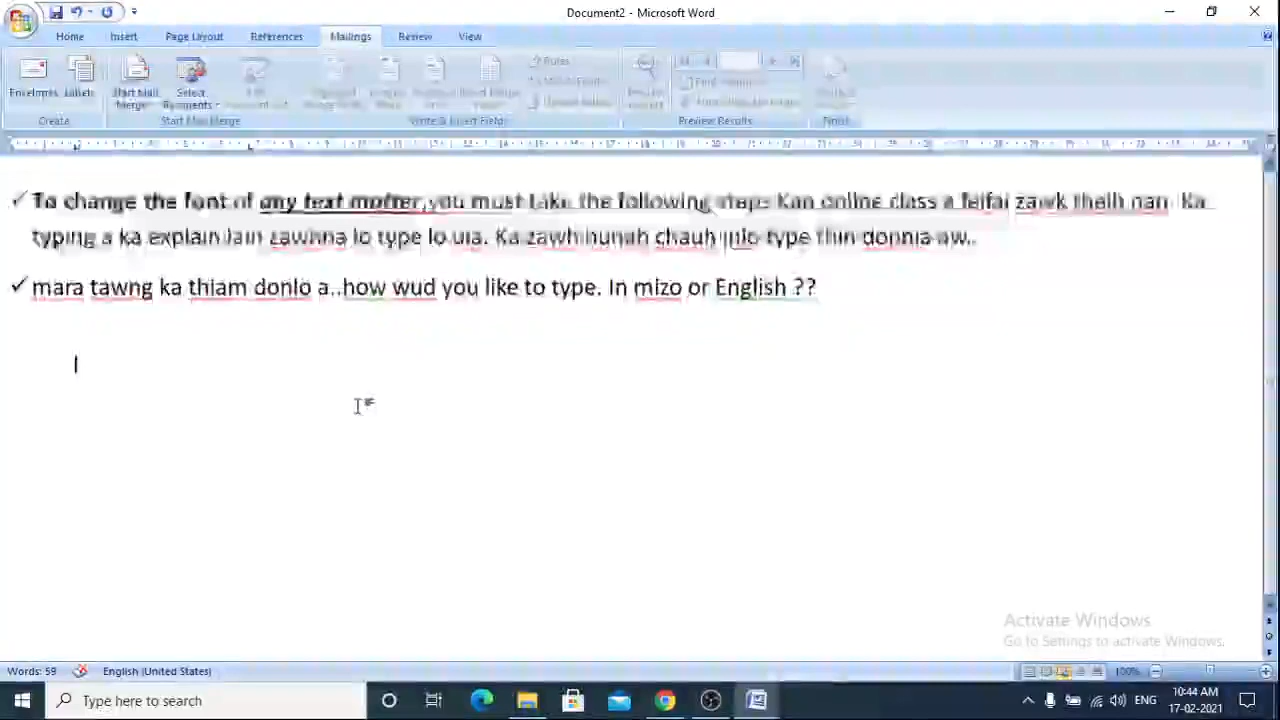 Document2 - Microsoft Word
Home Insert Page Layout References Mailings Review View
Envelopes Labels Start Mail Merge Select Recipients Rules
Create Start Mail Merge Write & Insert Fields Preview Results Finish
✓ To change the font of any text matter,you must take the following steps Kan online class a felfai zawk theih nan Ka
typing a ka explain lain zawhna lo type lo ula. Ka zawh hunah chauh inlo type thin donnia aw..
✓ mara tawng ka thiam donlo a..how wud you like to type. In mizo or English ??
Activate Windows
Go to Settings to activate Windows.
Words: 59 English (United States) 100%
Type here to search ENG 10:44 AM
17-02-2021